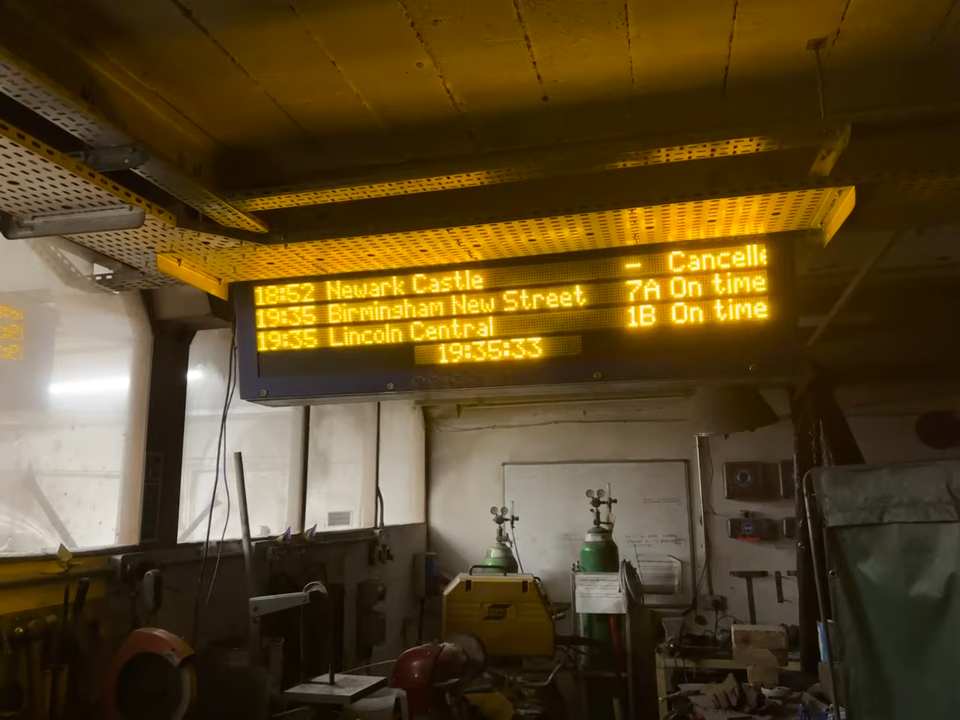 18:52 Newark Castle – Cancelle
19:35 Birmingham New Street 7A On time
19:35 Lincoln Central 1B On time
19:35:33